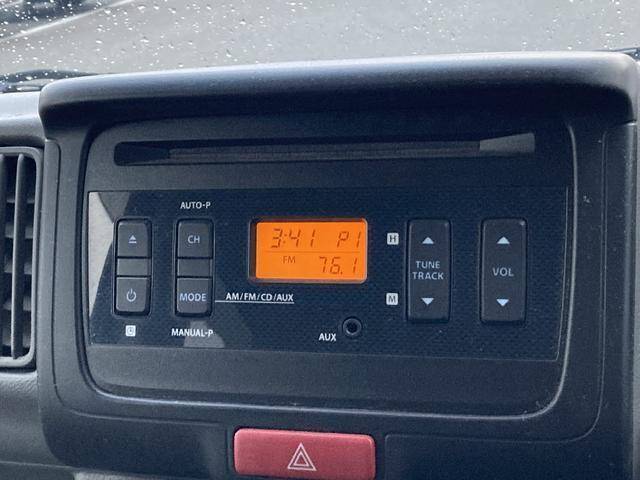 AUTO-P
CH
MODE
MANUAL-P
AM/FM/CD/AUX
3:41 P1
FM 76.1
AUX
H
M
TUNE
TRACK
VOL